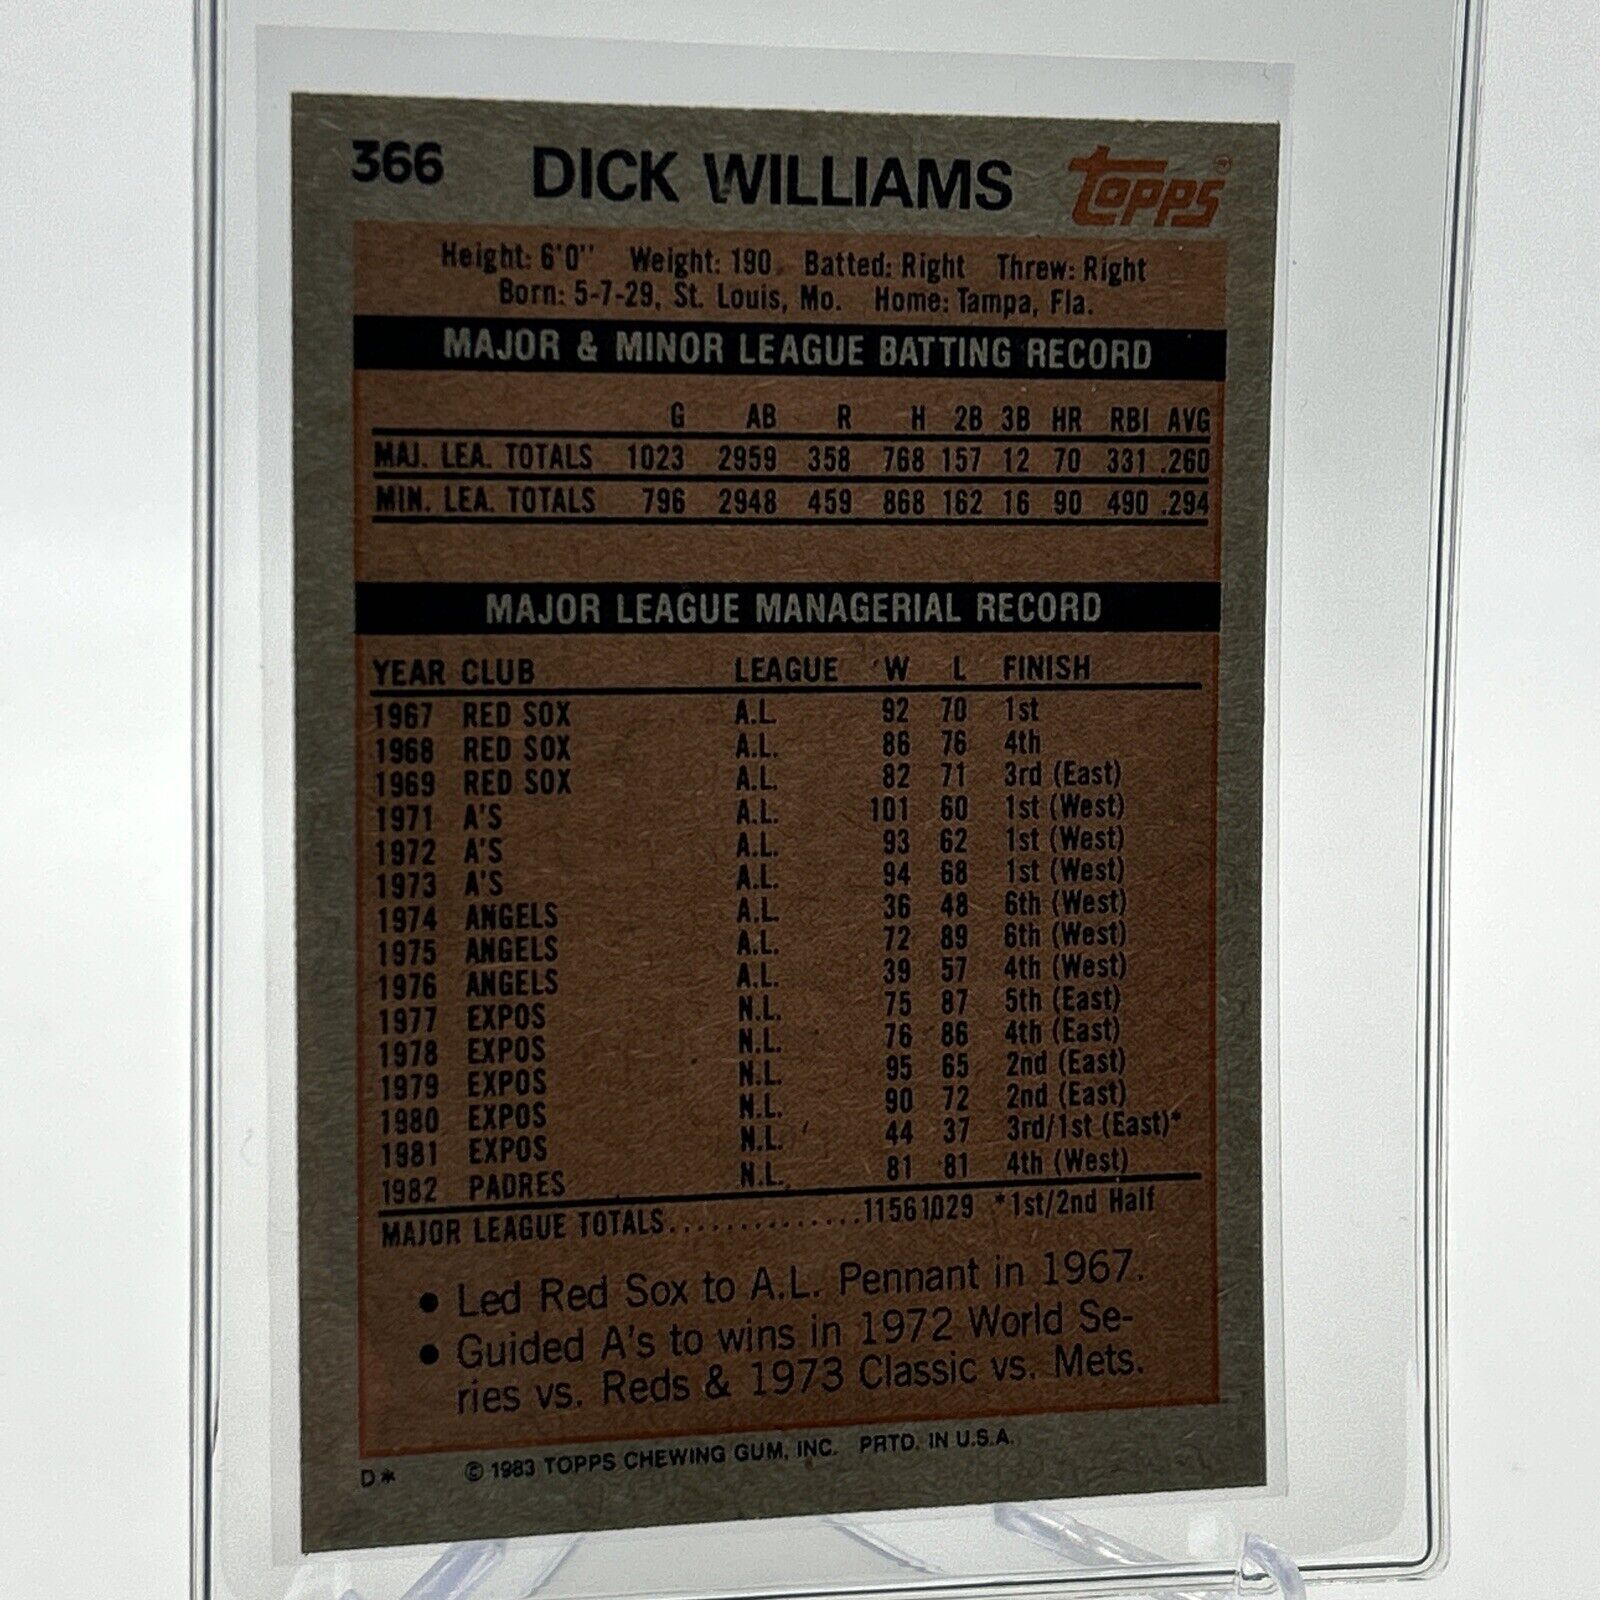 366 DICK WILLIAMS topps
Height: 6'0" Weight: 190 Batted: Right Threw: Right
Born: 5-7-29, St. Louis, Mo. Home: Tampa, Fla.
MAJOR & MINOR LEAGUE BATTING RECORD
G AB R H 2B 3B HR RBI AVG
MAJ. LEA. TOTALS 1023 2959 358 768 157 12 70 331 .260
MIN. LEA. TOTALS 796 2948 459 868 162 16 90 490 .294
MAJOR LEAGUE MANAGERIAL RECORD
YEAR CLUB LEAGUE W L FINISH
1967 RED SOX A.L. 92 70 1st
1968 RED SOX A.L. 86 76 4th
1969 RED SOX A.L. 82 71 3rd (East)
1971 A'S A.L. 101 60 1st (West)
1972 A'S A.L. 93 62 1st (West)
1973 A'S A.L. 94 68 1st (West)
1974 ANGELS A.L. 36 48 6th (West)
1975 ANGELS A.L. 72 89 6th (West)
1976 ANGELS A.L. 39 57 4th (West)
1977 EXPOS N.L. 75 87 5th (East)
1978 EXPOS N.L. 76 86 4th (East)
1979 EXPOS N.L. 95 65 2nd (East)
1980 EXPOS N.L. 90 72 2nd (East)
1981 EXPOS N.L. 44 37 3rd/1st (East)*
1982 PADRES N.L. 81 81 4th (West)
MAJOR LEAGUE TOTALS..............1156 1029 *1st/2nd Half
• Led Red Sox to A.L. Pennant in 1967.
• Guided A's to wins in 1972 World Se-
ries vs. Reds & 1973 Classic vs. Mets.
D* © 1983 TOPPS CHEWING GUM, INC. PRTD. IN U.S.A.